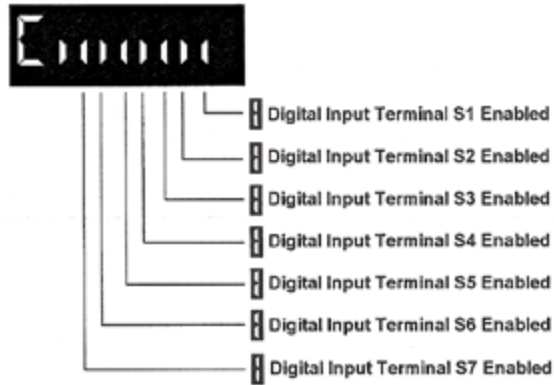 Digital Input Terminal S1 Enabled
Digital Input Terminal S2 Enabled
Digital Input Terminal S3 Enabled
Digital Input Terminal S4 Enabled
Digital Input Terminal S5 Enabled
Digital Input Terminal S6 Enabled
Digital Input Terminal S7 Enabled